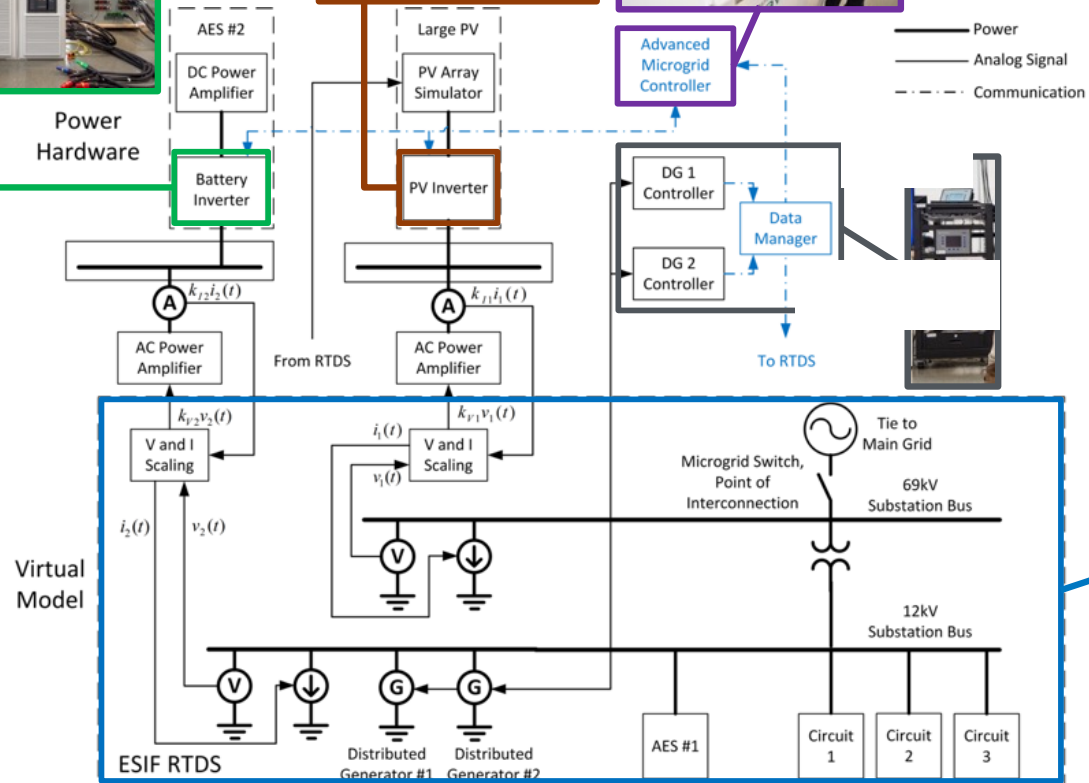 AES #2
DC Power
Amplifier
Battery
Inverter
Large PV
PV Array
Simulator
PV Inverter
Advanced
Microgrid
Controller
Power
Analog Signal
Communication
Power
Hardware
DG 1
Controller
DG 2
Controller
Data
Manager
A
k_{I2}i_2(t)
A
k_{I1}i_1(t)
AC Power
Amplifier
From RTDS
AC Power
Amplifier
To RTDS
k_{V2}v_2(t)
k_{V1}v_1(t)
V and I
Scaling
i_1(t)
v_1(t)
V and I
Scaling
Tie to
Main Grid
Microgrid Switch,
Point of
Interconnection
69kV
Substation Bus
i_2(t)
v_2(t)
V
Virtual
Model
12kV
Substation Bus
V
G
G
AES #1
Circuit
1
Circuit
2
Circuit
3
Distributed
Generator #1
Distributed
Generator #2
ESIF RTDS